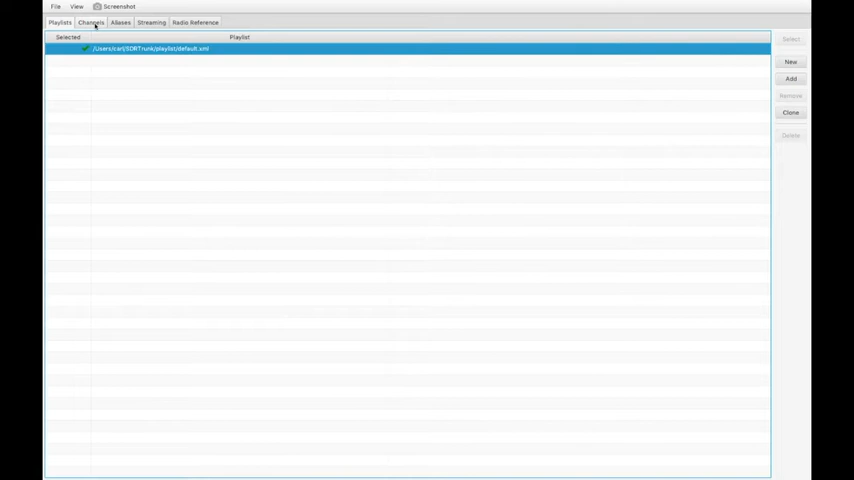 File View Screenshot
Playlists Channels Aliases Streaming Radio Reference
Selected Playlist Select
/Users/carl/SDRTrunk/playlist/default.xml
New
Add
Remove
Clone
Delete